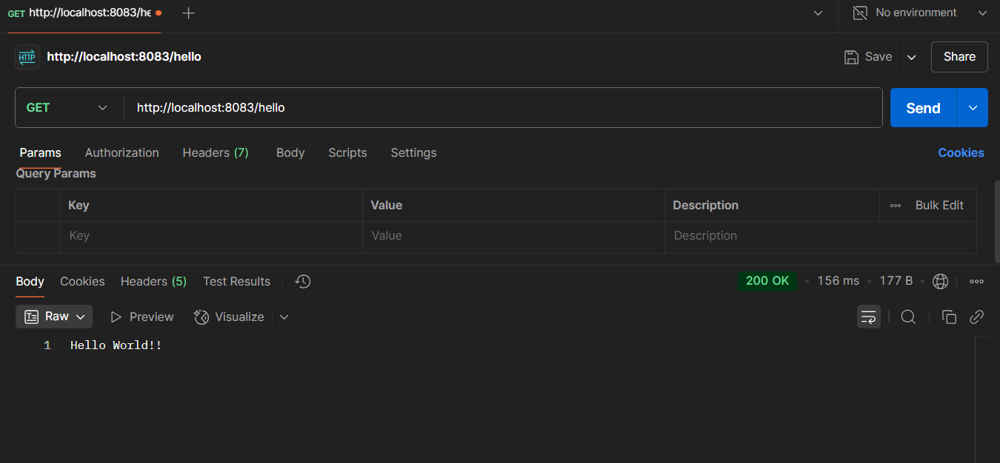 GET http://localhost:8083/he
No environment
HTTP http://localhost:8083/hello
Save
Share
GET
http://localhost:8083/hello
Send
Params Authorization Headers (7) Body Scripts Settings Cookies
Query Params
Key Value Description Bulk Edit
Key Value Description
Body Cookies Headers (5) Test Results 200 OK 156 ms 177 B
Raw Preview Visualize
1 Hello World!!